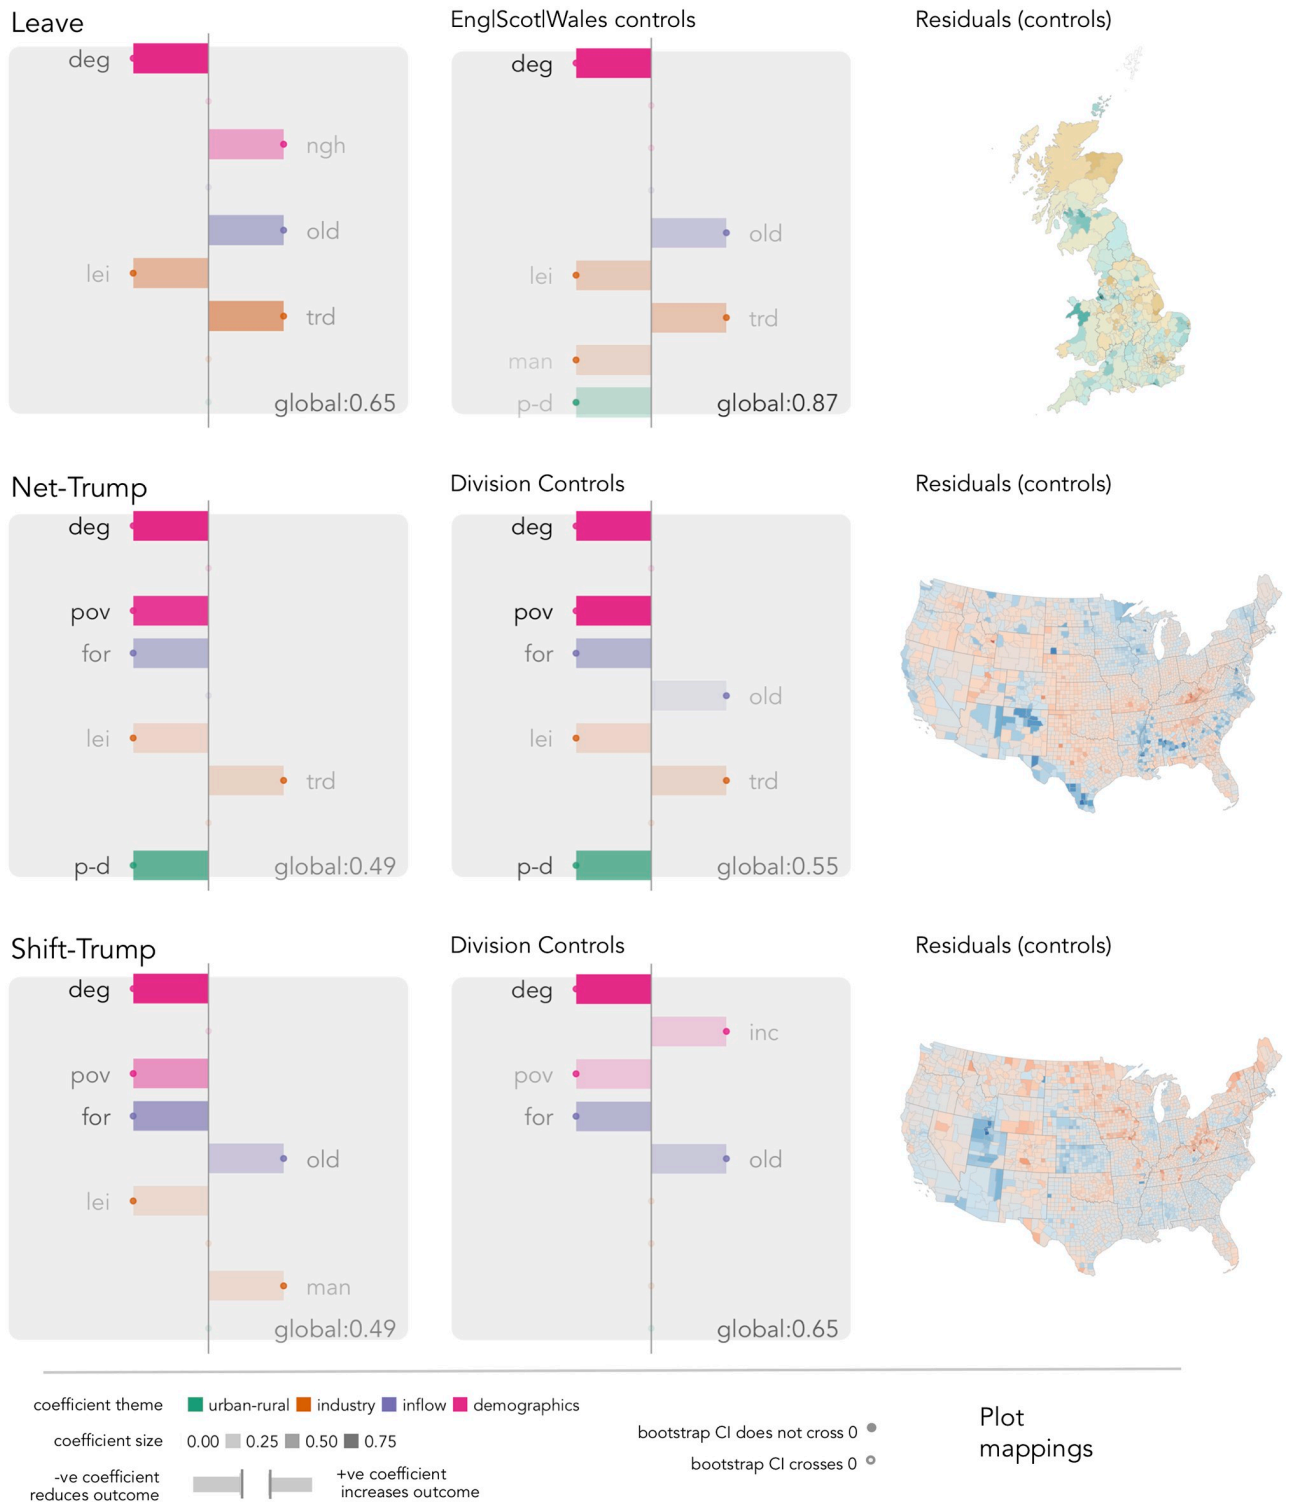 Leave
Eng|Scot|Wales controls
Residuals (controls)
deg
ngh
old
lei
trd
global:0.65
deg
old
lei
trd
man
p-d
global:0.87
Net-Trump
Division Controls
Residuals (controls)
deg
pov
for
lei
trd
p-d
global:0.49
deg
pov
for
old
lei
trd
p-d
global:0.55
Shift-Trump
Division Controls
Residuals (controls)
deg
pov
for
old
lei
man
global:0.49
deg
inc
pov
for
old
global:0.65
coefficient theme urban-rural industry inflow demographics
coefficient size 0.00 0.25 0.50 0.75
-ve coefficient
reduces outcome
+ve coefficient
increases outcome
bootstrap CI does not cross 0
bootstrap CI crosses 0
Plot
mappings